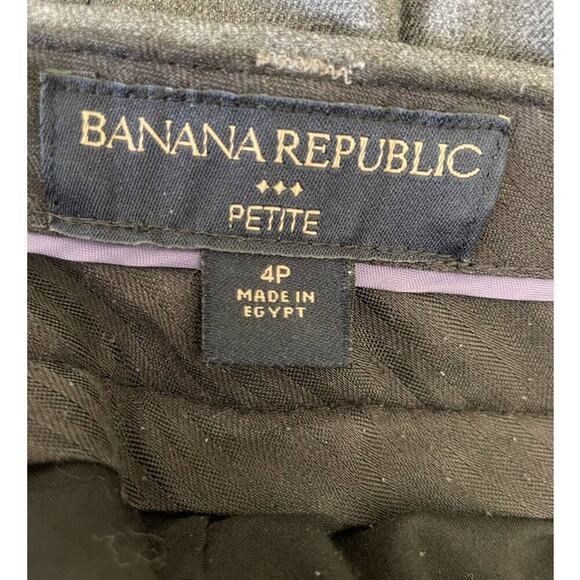 BANANA REPUBLIC
PETITE
4P
MADE IN
EGYPT